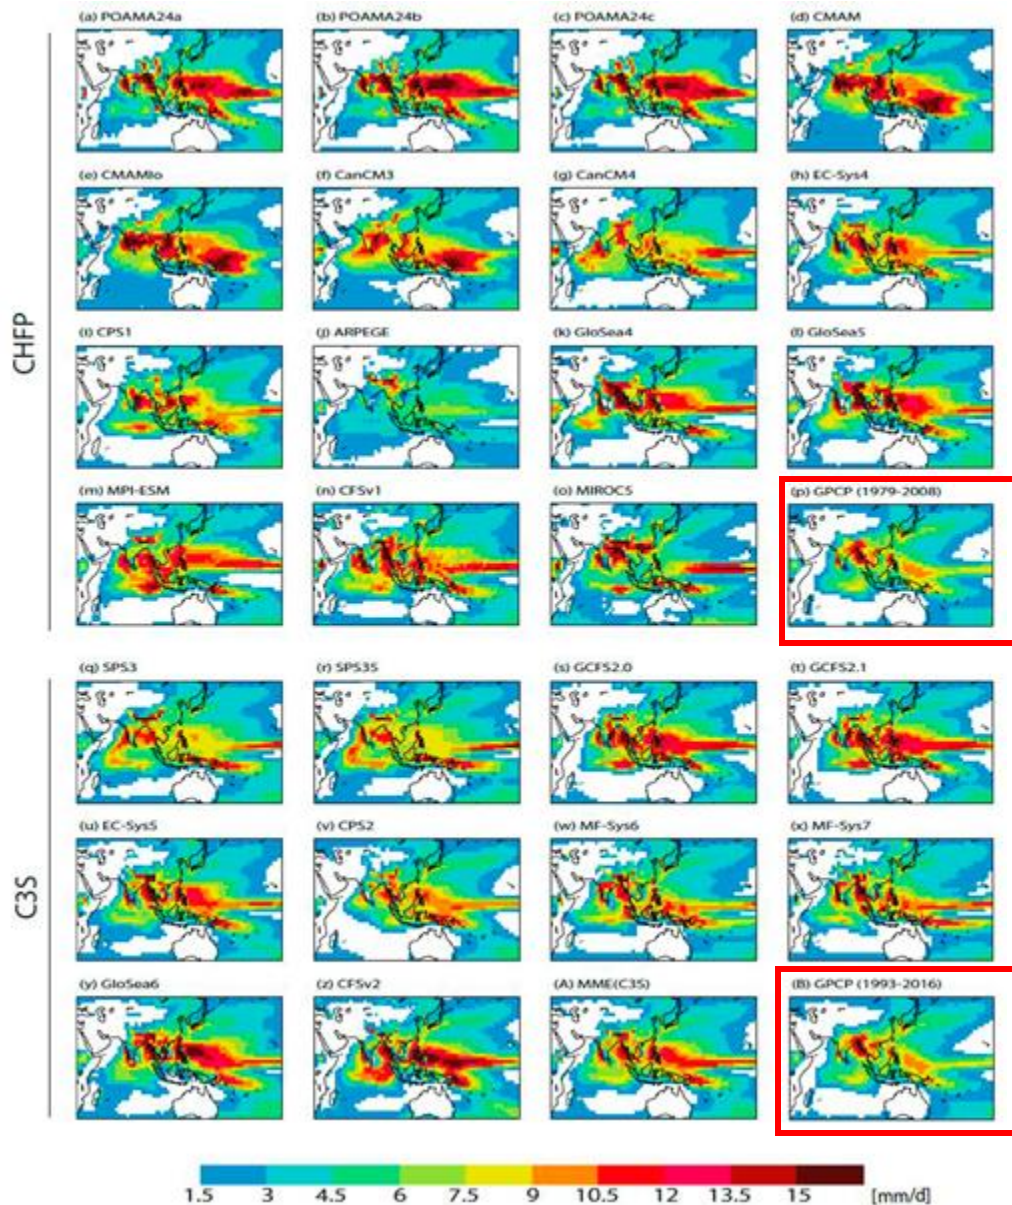 (a) POAMA24a (b) POAMA24b (c) POAMA24c (d) CMAM
(e) CMAMlo (f) CanCM3 (g) CanCM4 (h) EC-Sys4
CHFP
(i) CPS1 (j) ARPEGE (k) GloSea4 (l) GloSea5
(m) MPI-ESM (n) CFSv1 (o) MIROC5 (p) GPCP (1979-2008)
(q) SPS3 (r) SPS35 (s) GCFS2.0 (t) GCFS2.1
(u) EC-Sys5 (v) CPS2 (w) MF-Sys6 (x) MF-Sys7
C3S
(y) GloSea6 (z) CFSv2 (A) MME(C3S) (B) GPCP (1993-2016)
1.5 3 4.5 6 7.5 9 10.5 12 13.5 15 [mm/d]